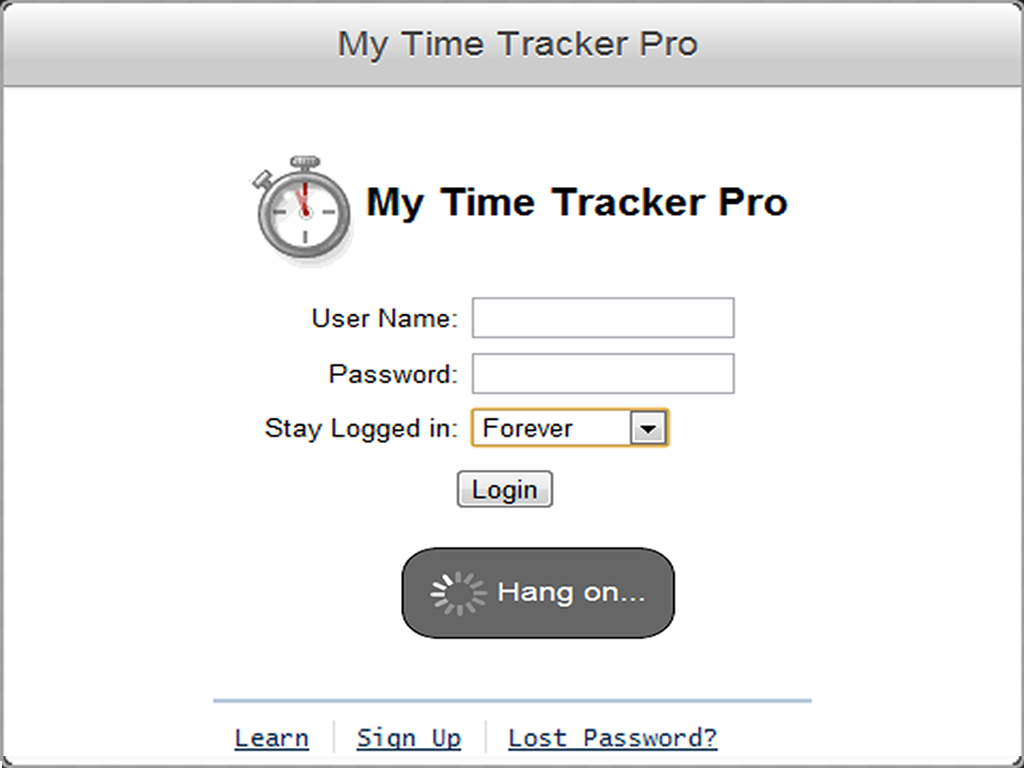 My Time Tracker Pro
My Time Tracker Pro
User Name:
Password:
Stay Logged in: Forever
Login
Hang on...
Learn Sign Up Lost Password?